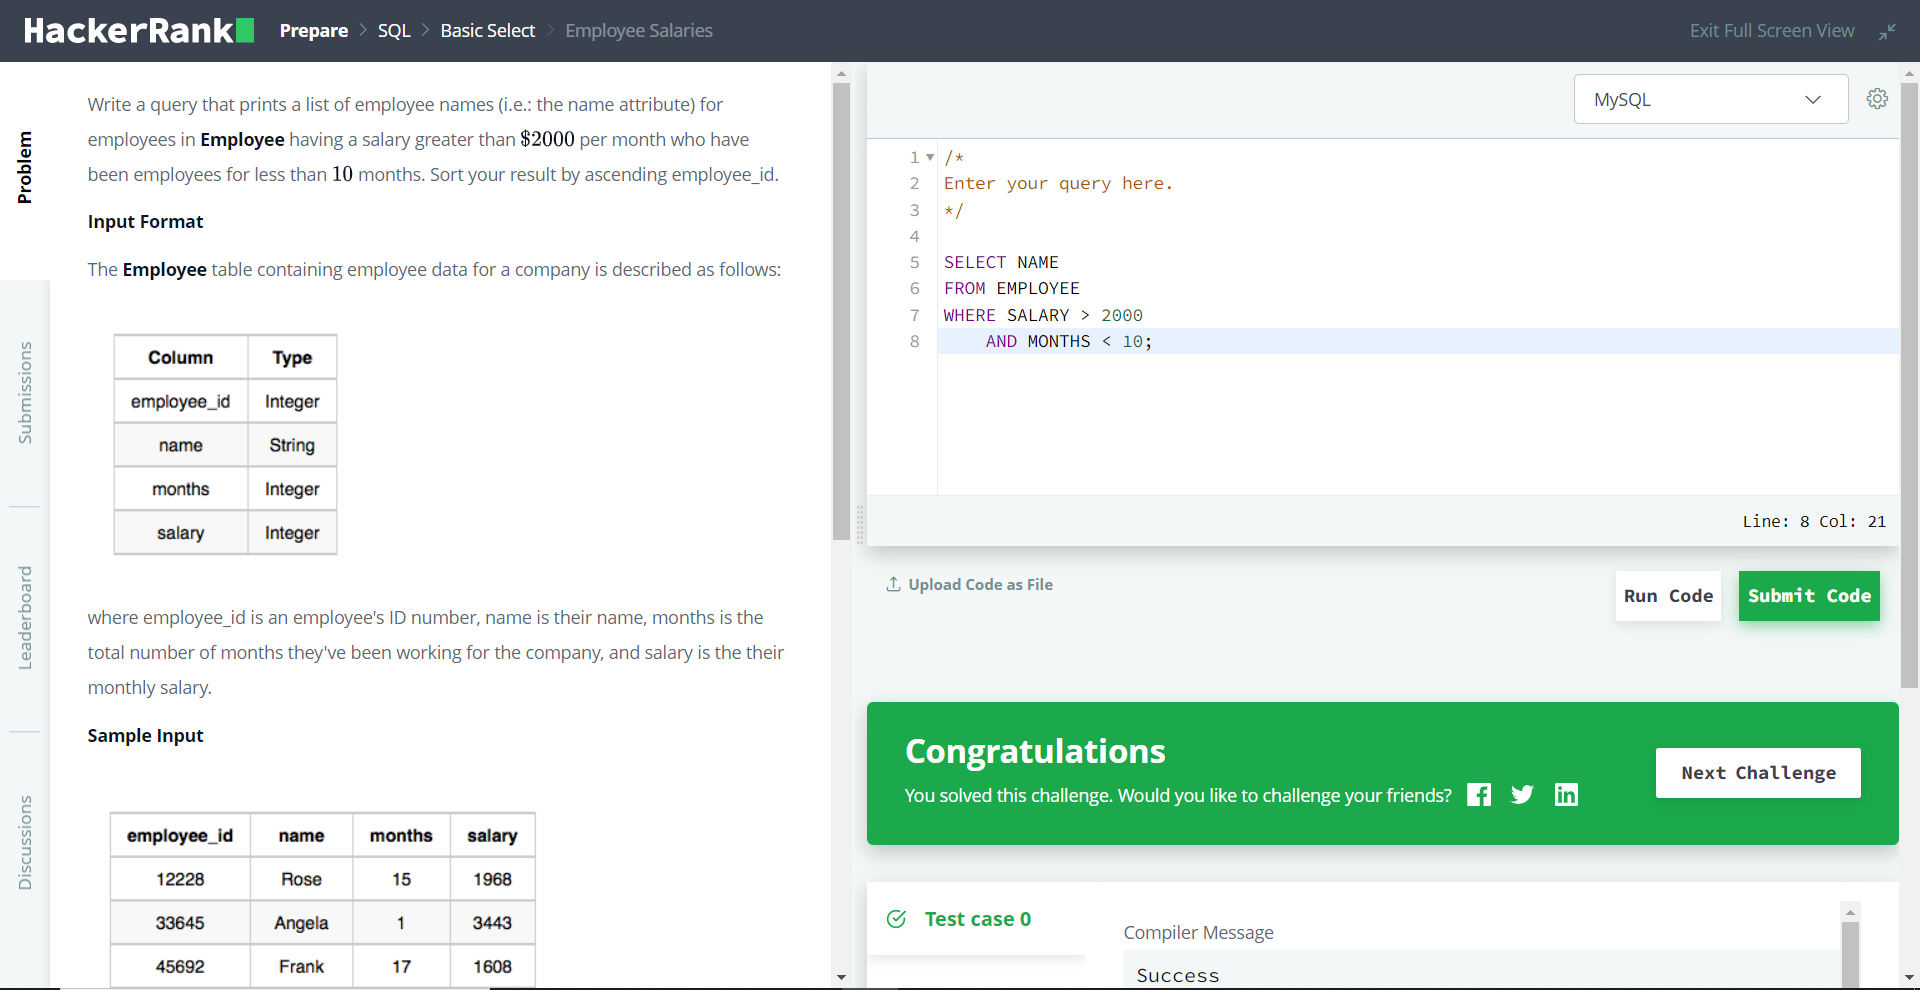 HackerRank Prepare > SQL > Basic Select > Employee Salaries Exit Full Screen View
Problem
Submissions
Leaderboard
Discussions
Write a query that prints a list of employee names (i.e.: the name attribute) for
employees in Employee having a salary greater than $2000 per month who have
been employees for less than 10 months. Sort your result by ascending employee_id.
Input Format
The Employee table containing employee data for a company is described as follows:
Column Type
employee_id Integer
name String
months Integer
salary Integer
where employee_id is an employee's ID number, name is their name, months is the
total number of months they've been working for the company, and salary is the their
monthly salary.
Sample Input
employee_id name months salary
12228 Rose 15 1968
33645 Angela 1 3443
45692 Frank 17 1608
MySQL
1 /*
2 Enter your query here.
3 */
4
5 SELECT NAME
6 FROM EMPLOYEE
7 WHERE SALARY > 2000
8 AND MONTHS < 10;
Line: 8 Col: 21
Upload Code as File
Run Code
Submit Code
Congratulations
You solved this challenge. Would you like to challenge your friends?
Next Challenge
Test case 0
Compiler Message
Success